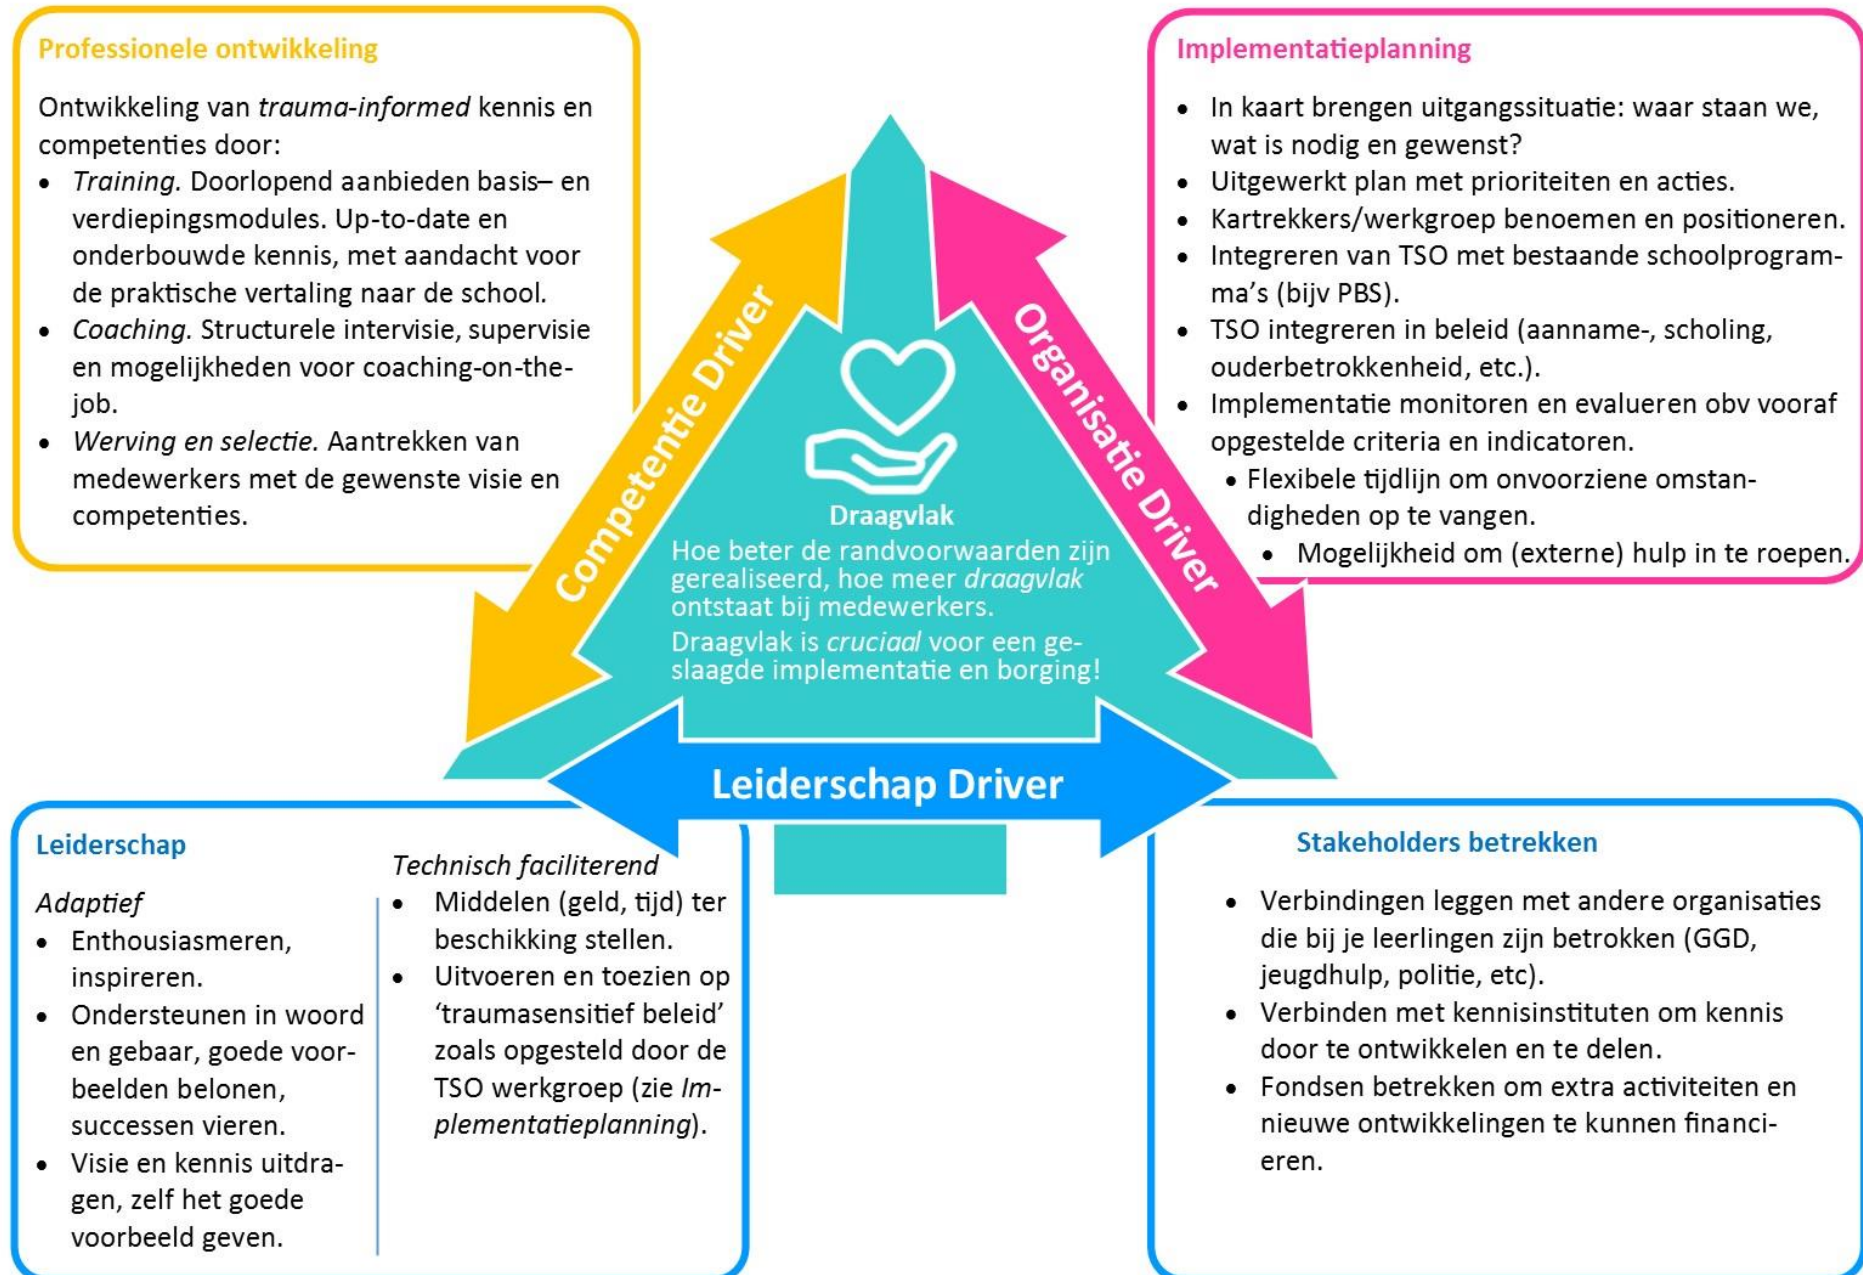 Professionele ontwikkeling
Ontwikkeling van trauma-informed kennis en
competenties door:
• Training. Doorlopend aanbieden basis– en
verdiepingsmodules. Up-to-date en
onderbouwde kennis, met aandacht voor
de praktische vertaling naar de school.
• Coaching. Structurele intervisie, supervisie
en mogelijkheden voor coaching-on-the-
job.
• Werving en selectie. Aantrekken van
medewerkers met de gewenste visie en
competenties.
Implementatieplanning
• In kaart brengen uitgangssituatie: waar staan we,
wat is nodig en gewenst?
• Uitgewerkt plan met prioriteiten en acties.
• Kartrekkers/werkgroep benoemen en positioneren.
• Integreren van TSO met bestaande schoolprogram-
ma’s (bijv PBS).
• TSO integreren in beleid (aanname-, scholing,
ouderbetrokkenheid, etc.).
• Implementatie monitoren en evalueren obv vooraf
opgestelde criteria en indicatoren.
• Flexibele tijdlijn om onvoorziene omstan-
digheden op te vangen.
• Mogelijkheid om (externe) hulp in te roepen.
Competentie Driver
Organisatie Driver
Draagvlak
Hoe beter de randvoorwaarden zijn
gerealiseerd, hoe meer draagvlak
ontstaat bij medewerkers.
Draagvlak is cruciaal voor een ge-
slaagde implementatie en borging!
Leiderschap Driver
Leiderschap
Adaptief
• Enthousiasmeren,
inspireren.
• Ondersteunen in woord
en gebaar, goede voor-
beelden belonen,
successen vieren.
• Visie en kennis uitdra-
gen, zelf het goede
voorbeeld geven.
Technisch faciliterend
• Middelen (geld, tijd) ter
beschikking stellen.
• Uitvoeren en toezien op
‘traumasensitief beleid’
zoals opgesteld door de
TSO werkgroep (zie Im-
plementatieplanning).
Stakeholders betrekken
• Verbindingen leggen met andere organisaties
die bij je leerlingen zijn betrokken (GGD,
jeugdhulp, politie, etc).
• Verbinden met kennisinstituten om kennis
door te ontwikkelen en te delen.
• Fondsen betrekken om extra activiteiten en
nieuwe ontwikkelingen te kunnen financi-
eren.